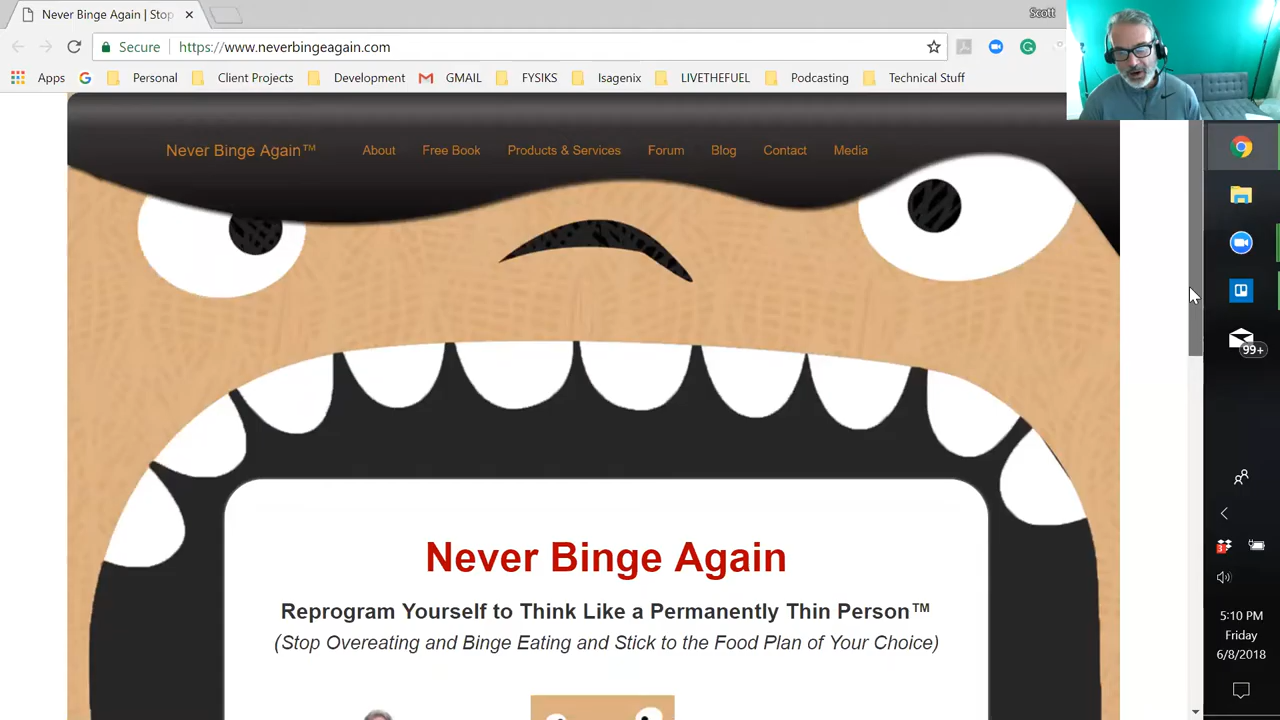 Never Binge Again | Stop
Scott
Secure
https://www.neverbingeagain.com
Apps
Personal
Client Projects
Development
GMAIL
FYSIKS
Isagenix
LIVETHEFUEL
Podcasting
Technical Stuff
Never Binge Again™
About
Free Book
Products & Services
Forum
Blog
Contact
Media
Never Binge Again
Reprogram Yourself to Think Like a Permanently Thin Person™
(Stop Overeating and Binge Eating and Stick to the Food Plan of Your Choice)
99+
3
5:10 PM
Friday
6/8/2018